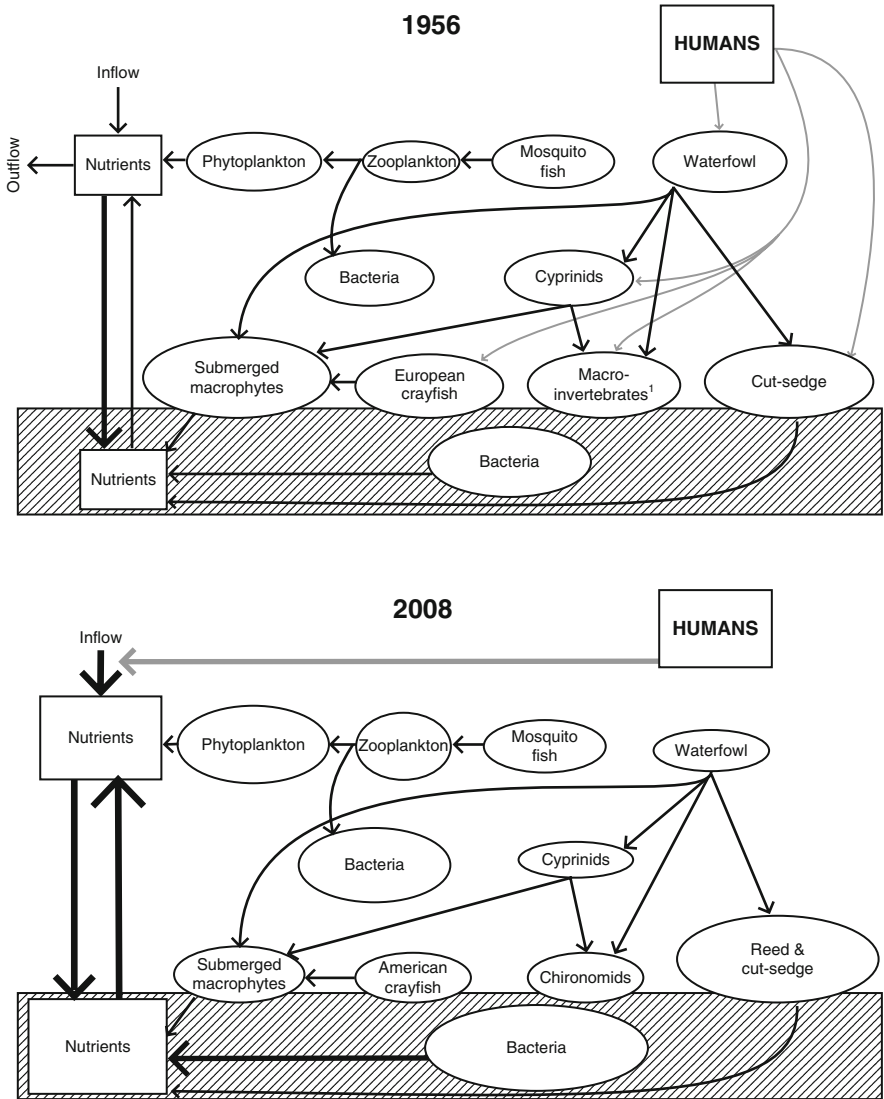 1956
HUMANS
Inflow
Outflow
Nutrients
Phytoplankton
Zooplankton
Mosquito
fish
Waterfowl
Bacteria
Cyprinids
Submerged
macrophytes
European
crayfish
Macro-
invertebrates¹
Cut-sedge
Nutrients
Bacteria
2008
HUMANS
Inflow
Nutrients
Phytoplankton
Zooplankton
Mosquito
fish
Waterfowl
Bacteria
Cyprinids
Submerged
macrophytes
American
crayfish
Chironomids
Reed &
cut-sedge
Nutrients
Bacteria